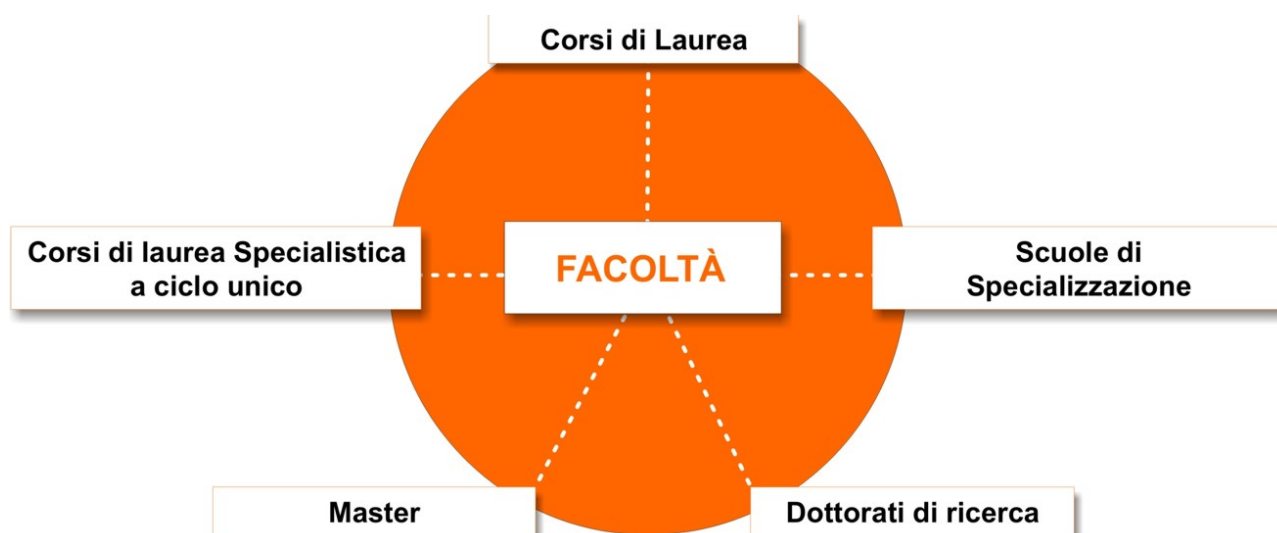 Corsi di Laurea
Corsi di laurea Specialistica
a ciclo unico
FACOLTÀ
Scuole di
Specializzazione
Master
Dottorati di ricerca